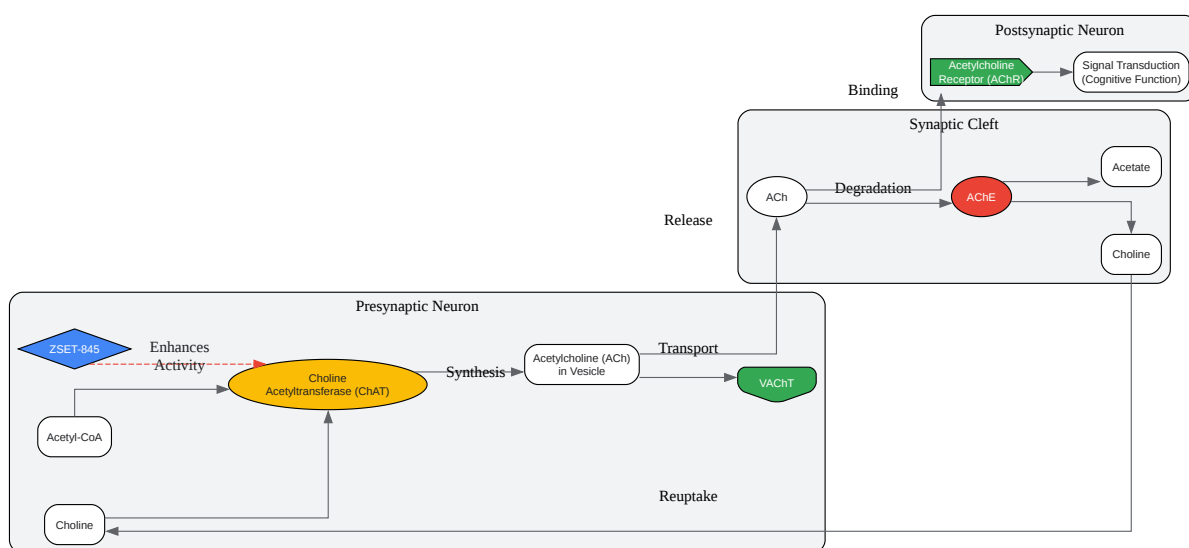 Postsynaptic Neuron
Acetylcholine
Receptor (AChR)
Signal Transduction
(Cognitive Function)
Binding
Synaptic Cleft
Acetate
ACh
Degradation
AChE
Release
Choline
Presynaptic Neuron
ZSET-845
Enhances
Activity
Choline
Acetyltransferase (ChAT)
Synthesis
Acetylcholine (ACh)
in Vesicle
Transport
VAChT
Acetyl-CoA
Reuptake
Choline